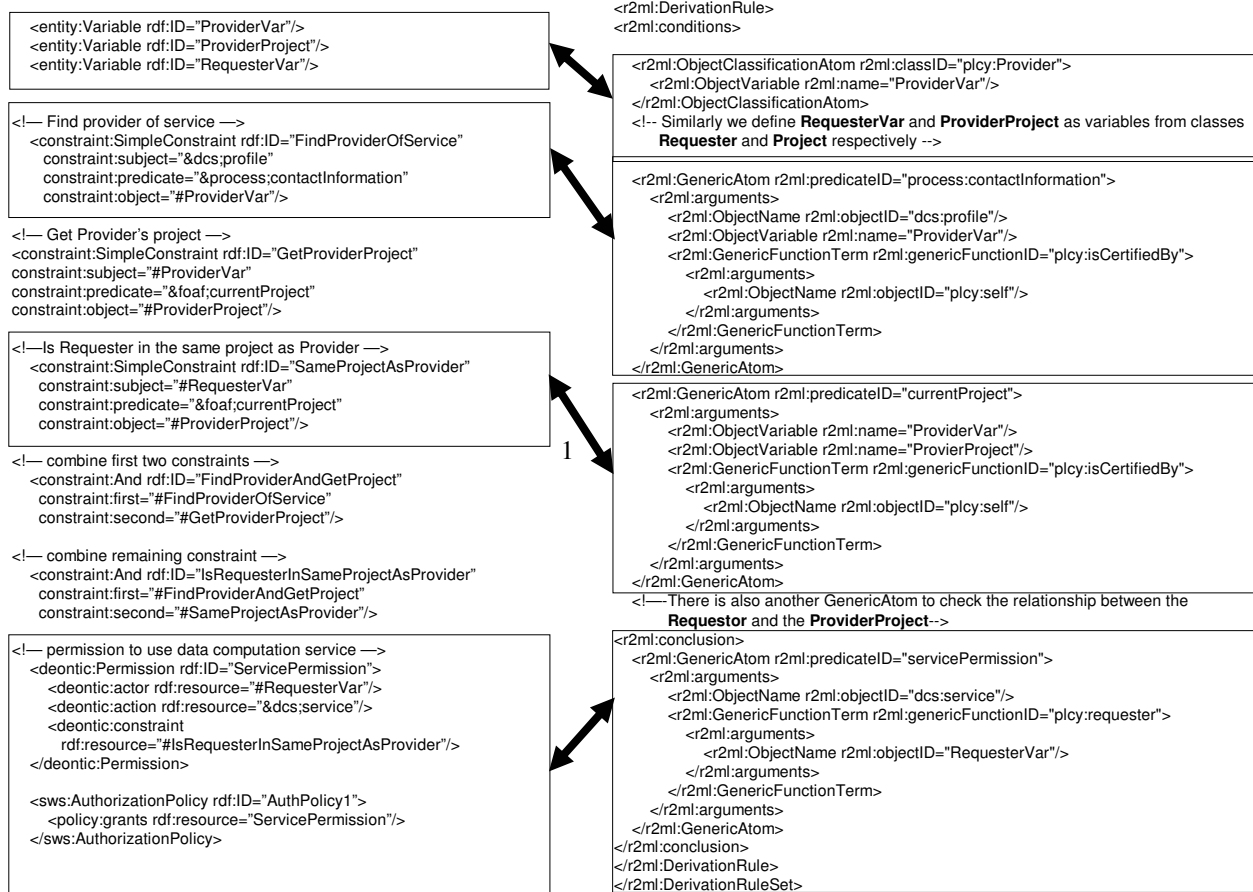 <entity:Variable rdf:ID=”ProviderVar”/>
<entity:Variable rdf:ID=”ProviderProject”/>
<entity:Variable rdf:ID=”RequesterVar”/>
<!— Find provider of service —>
<constraint:SimpleConstraint rdf:ID=”FindProviderOfService”
constraint:subject=”&dcs;profile”
constraint:predicate=”&process;contactInformation”
constraint:object=”#ProviderVar”/>
<!— Get Provider’s project —>
<constraint:SimpleConstraint rdf:ID=”GetProviderProject”
constraint:subject=”#ProviderVar”
constraint:predicate=”&foaf;currentProject”
constraint:object=”#ProviderProject”/>
<!—Is Requester in the same project as Provider —>
<constraint:SimpleConstraint rdf:ID=”SameProjectAsProvider”
constraint:subject=”#RequesterVar”
constraint:predicate=”&foaf;currentProject”
constraint:object=”#ProviderProject”/>
<!— combine first two constraints —>
<constraint:And rdf:ID=”FindProviderAndGetProject”
constraint:first=”#FindProviderOfService”
constraint:second=”#GetProviderProject”/>
<!— combine remaining constraint —>
<constraint:And rdf:ID=”IsRequesterInSameProjectAsProvider”
constraint:first=”#FindProviderAndGetProject”
constraint:second=”#SameProjectAsProvider”/>
<!— permission to use data computation service —>
<deontic:Permission rdf:ID=”ServicePermission”>
<deontic:actor rdf:resource=”#RequesterVar”/>
<deontic:action rdf:resource=”&dcs;service”/>
<deontic:constraint
rdf:resource=”#IsRequesterInSameProjectAsProvider”/>
</deontic:Permission>
<sws:AuthorizationPolicy rdf:ID=”AuthPolicy1”>
<policy:grants rdf:resource=”ServicePermission”/>
</sws:AuthorizationPolicy>
1
<r2ml:DerivationRule>
<r2ml:conditions>
<r2ml:ObjectClassificationAtom r2ml:classID="plcy:Provider">
<r2ml:ObjectVariable r2ml:name="ProviderVar"/>
</r2ml:ObjectClassificationAtom>
<!-- Similarly we define RequesterVar and ProviderProject as variables from classes
Requester and Project respectively -->
<r2ml:GenericAtom r2ml:predicateID="process:contactInformation">
<r2ml:arguments>
<r2ml:ObjectName r2ml:objectID="dcs:profile"/>
<r2ml:ObjectVariable r2ml:name="ProviderVar"/>
<r2ml:GenericFunctionTerm r2ml:genericFunctionID="plcy:isCertifiedBy">
<r2ml:arguments>
<r2ml:ObjectName r2ml:objectID="plcy:self"/>
</r2ml:arguments>
</r2ml:GenericFunctionTerm>
</r2ml:arguments>
</r2ml:GenericAtom>
<r2ml:GenericAtom r2ml:predicateID="currentProject">
<r2ml:arguments>
<r2ml:ObjectVariable r2ml:name="ProviderVar"/>
<r2ml:ObjectVariable r2ml:name="ProvierProject">
<r2ml:GenericFunctionTerm r2ml:genericFunctionID="plcy:isCertifiedBy">
<r2ml:arguments>
<r2ml:ObjectName r2ml:objectID="plcy:self"/>
</r2ml:arguments>
</r2ml:GenericFunctionTerm>
</r2ml:arguments>
</r2ml:GenericAtom>
<!—-There is also another GenericAtom to check the relationship between the
Requestor and the ProviderProject-->
<r2ml:conclusion>
<r2ml:GenericAtom r2ml:predicateID="servicePermission">
<r2ml:arguments>
<r2ml:ObjectName r2ml:objectID="dcs:service"/>
<r2ml:GenericFunctionTerm r2ml:genericFunctionID="plcy:requester">
<r2ml:arguments>
<r2ml:ObjectName r2ml:objectID="RequesterVar"/>
</r2ml:arguments>
</r2ml:GenericFunctionTerm>
</r2ml:arguments>
</r2ml:GenericAtom>
</r2ml:conclusion>
</r2ml:DerivationRule>
</r2ml:DerivationRuleSet>